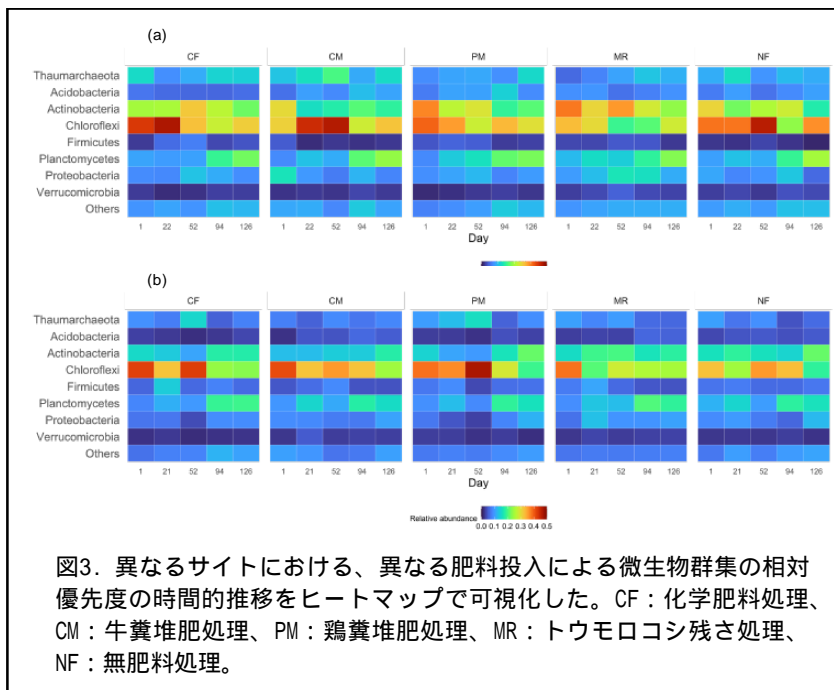 (a)
CF CM PM MR NF
Thaumarchaeota
Acidobacteria
Actinobacteria
Chloroflexi
Firmicutes
Planctomycetes
Proteobacteria
Verrucomicrobia
Others
1 22 52 94 126 1 22 52 94 126 1 22 52 94 126 1 22 52 94 126 1 22 52 94 126
Day
(b)
CF CM PM MR NF
Thaumarchaeota
Acidobacteria
Actinobacteria
Chloroflexi
Firmicutes
Planctomycetes
Proteobacteria
Verrucomicrobia
Others
1 21 52 94 126 1 21 52 94 126 1 22 52 94 126 1 21 52 94 126 1 21 52 94 126
Day
Relative abundance
0.0 0.1 0.2 0.3 0.4 0.5
図3. 異なるサイトにおける、異なる肥料投入による微生物群集の相対
優先度の時間的推移をヒートマップで可視化した。CF：化学肥料処理、
CM：牛糞堆肥処理、PM：鶏糞堆肥処理、MR：トウモロコシ残さ処理、
NF：無肥料処理。